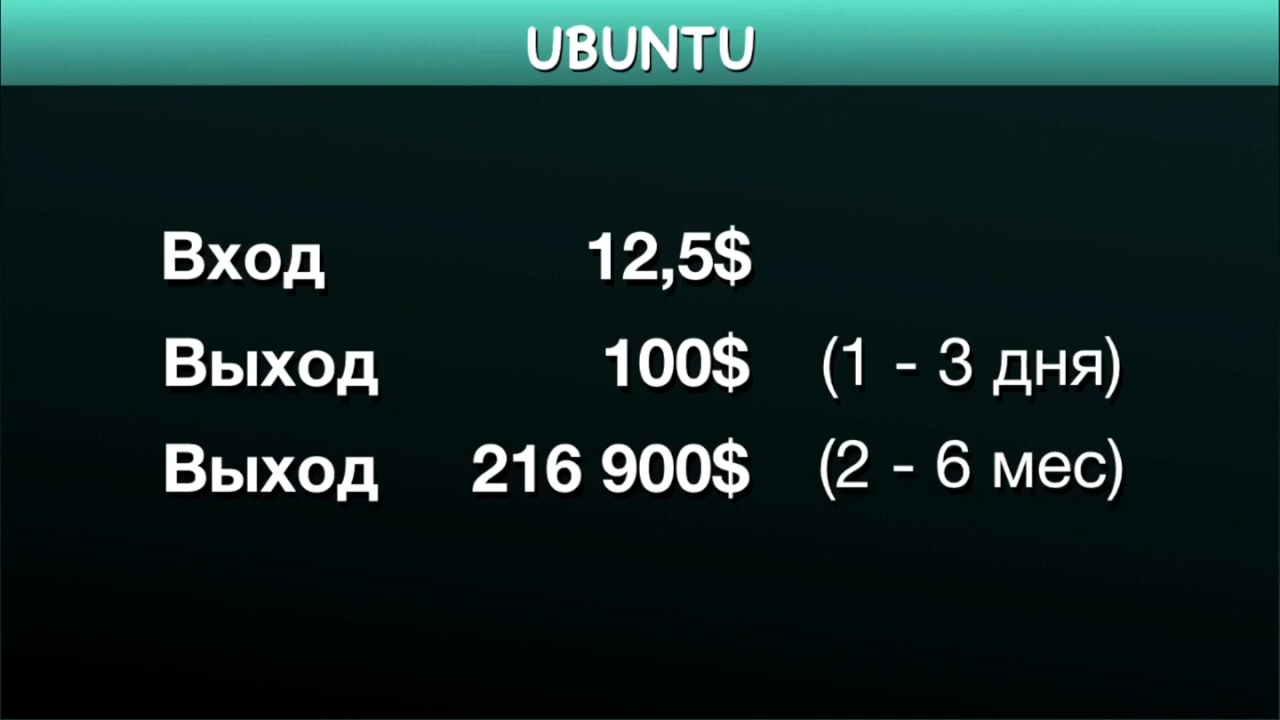 UBUNTU
Вход 12,5$
Выход 100$ (1 - 3 дня)
Выход 216 900$ (2 - 6 мес)